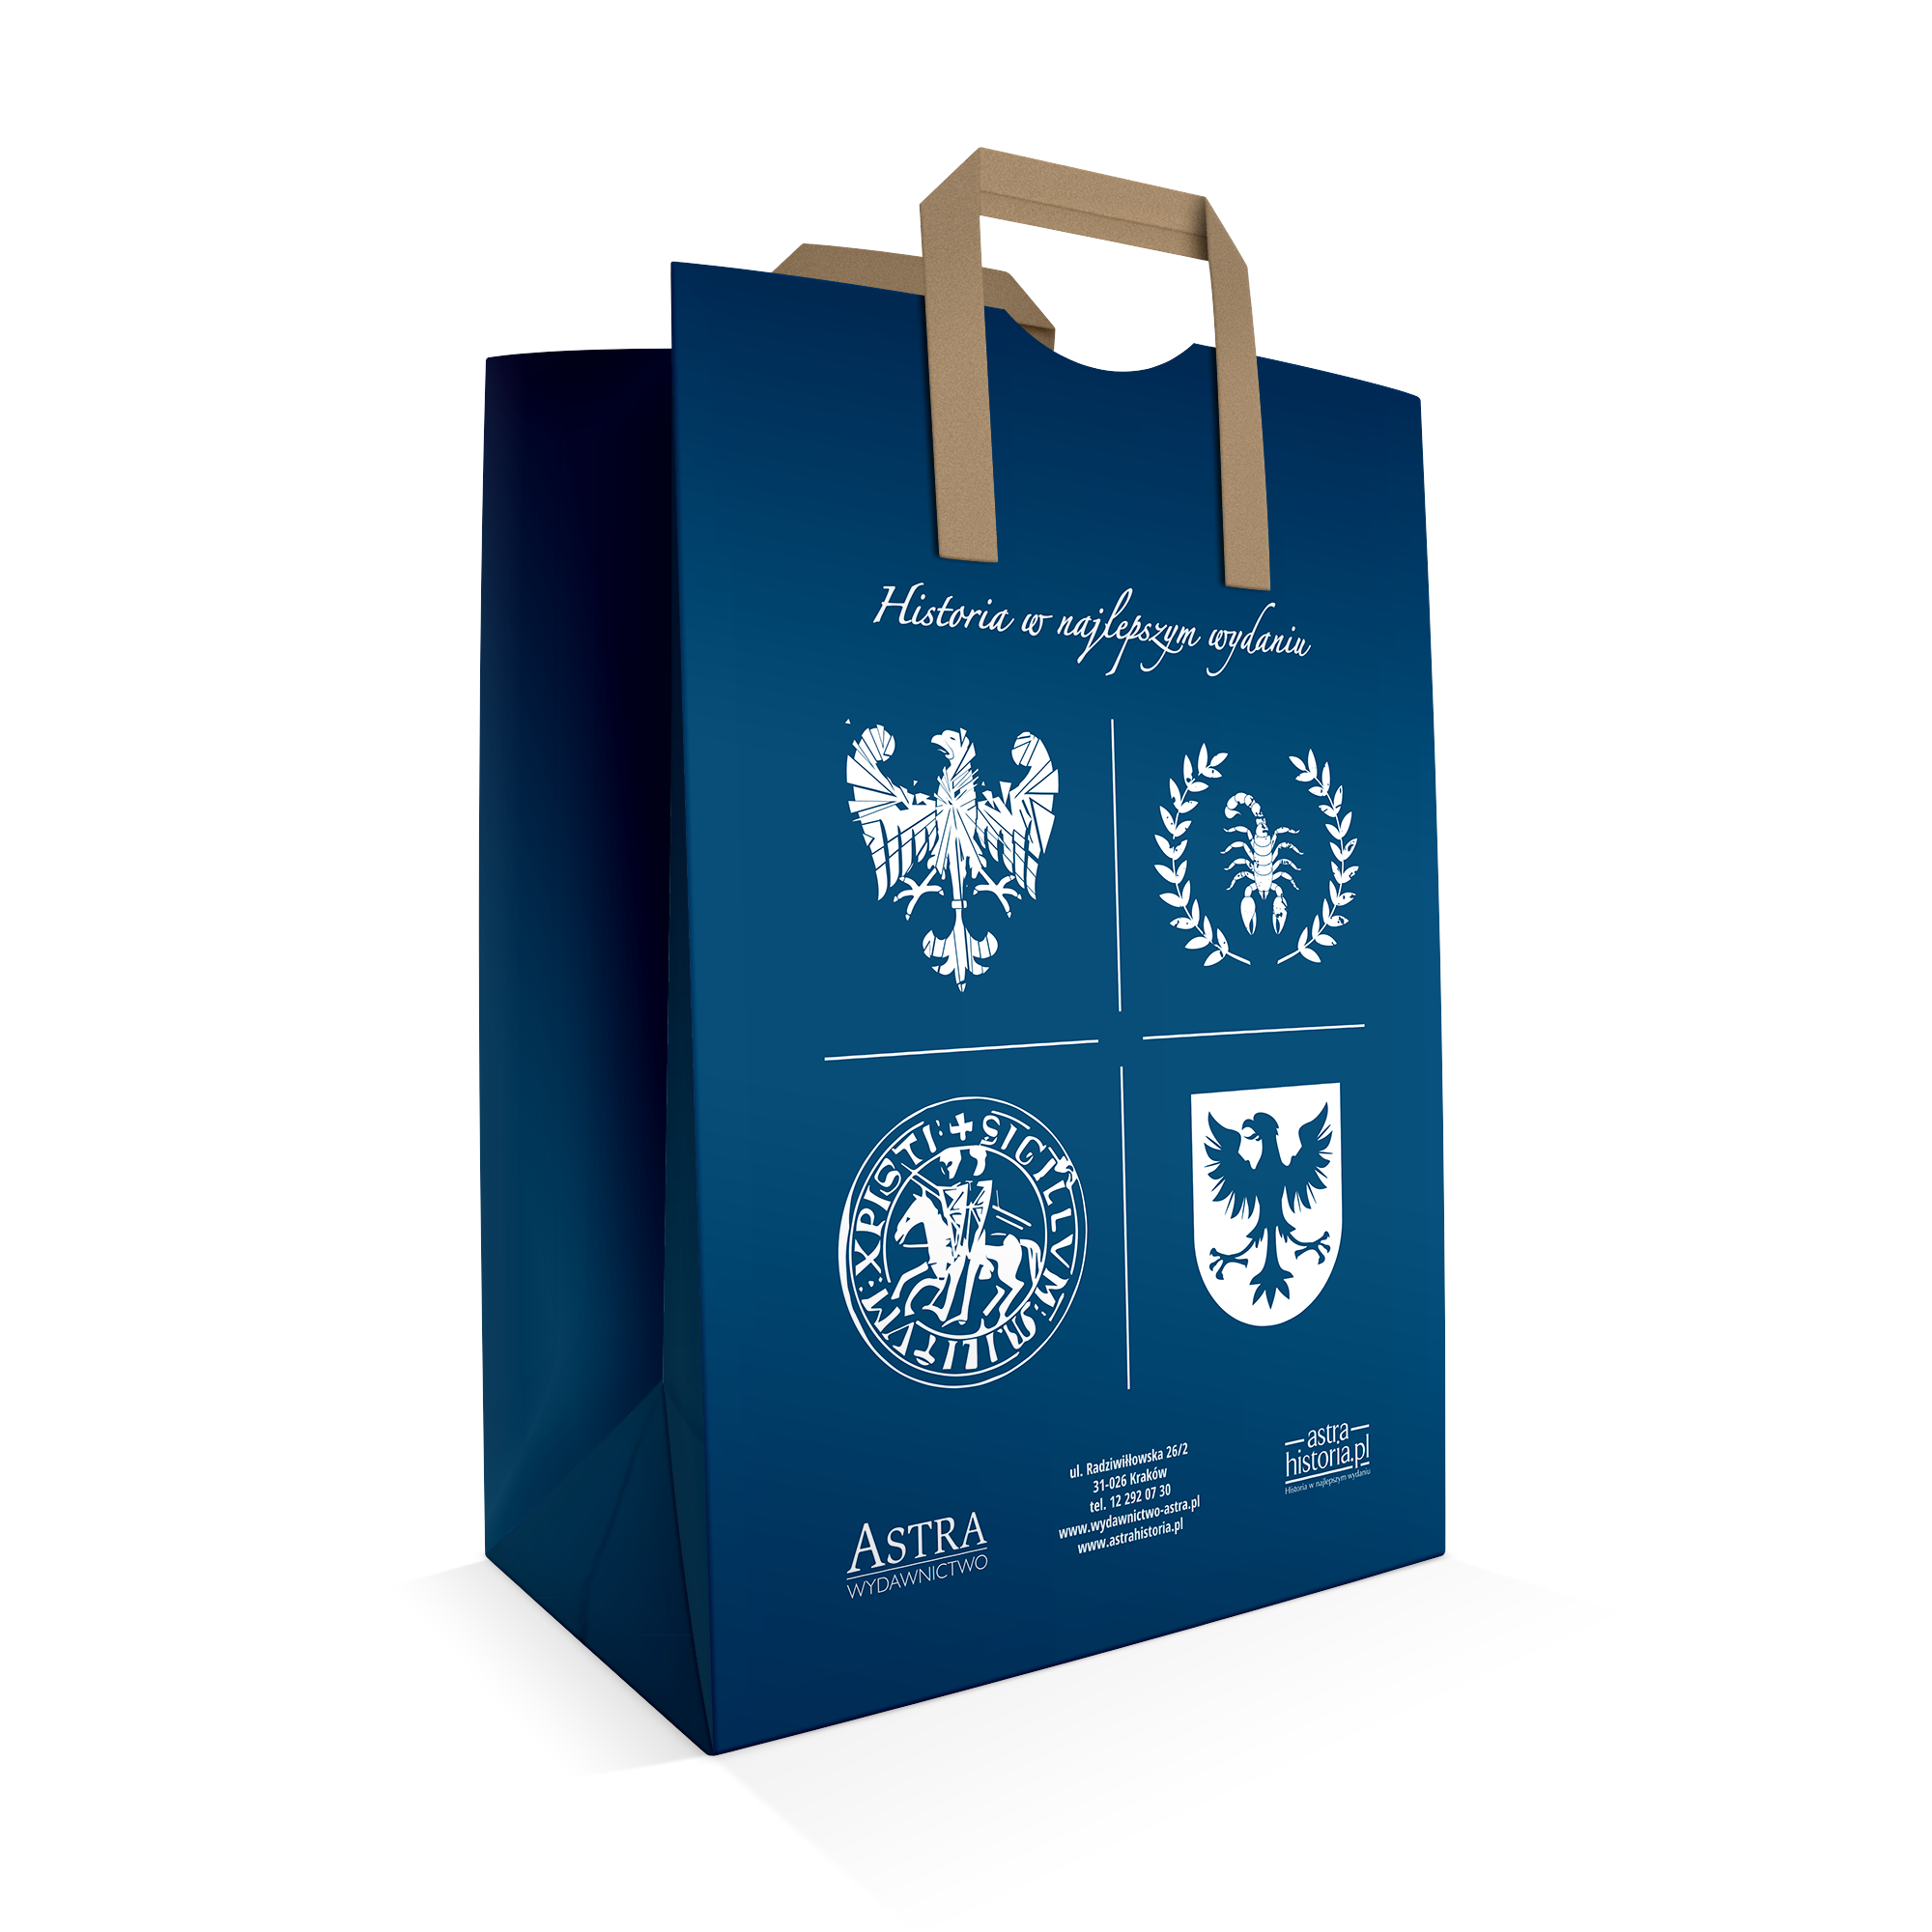 Historia w najlepszym wydaniu
+ SIGILLVM: MILITVM: XPISTI:
ul. Radziwiłłowska 26/2
31-026 Kraków
tel. 12 292 07 30
www.wydawnictwo-astra.pl
www.astrahistoria.pl
ASTRA
WYDAWNICTWO
astra
historia.pl
Historia w najlepszym wydaniu